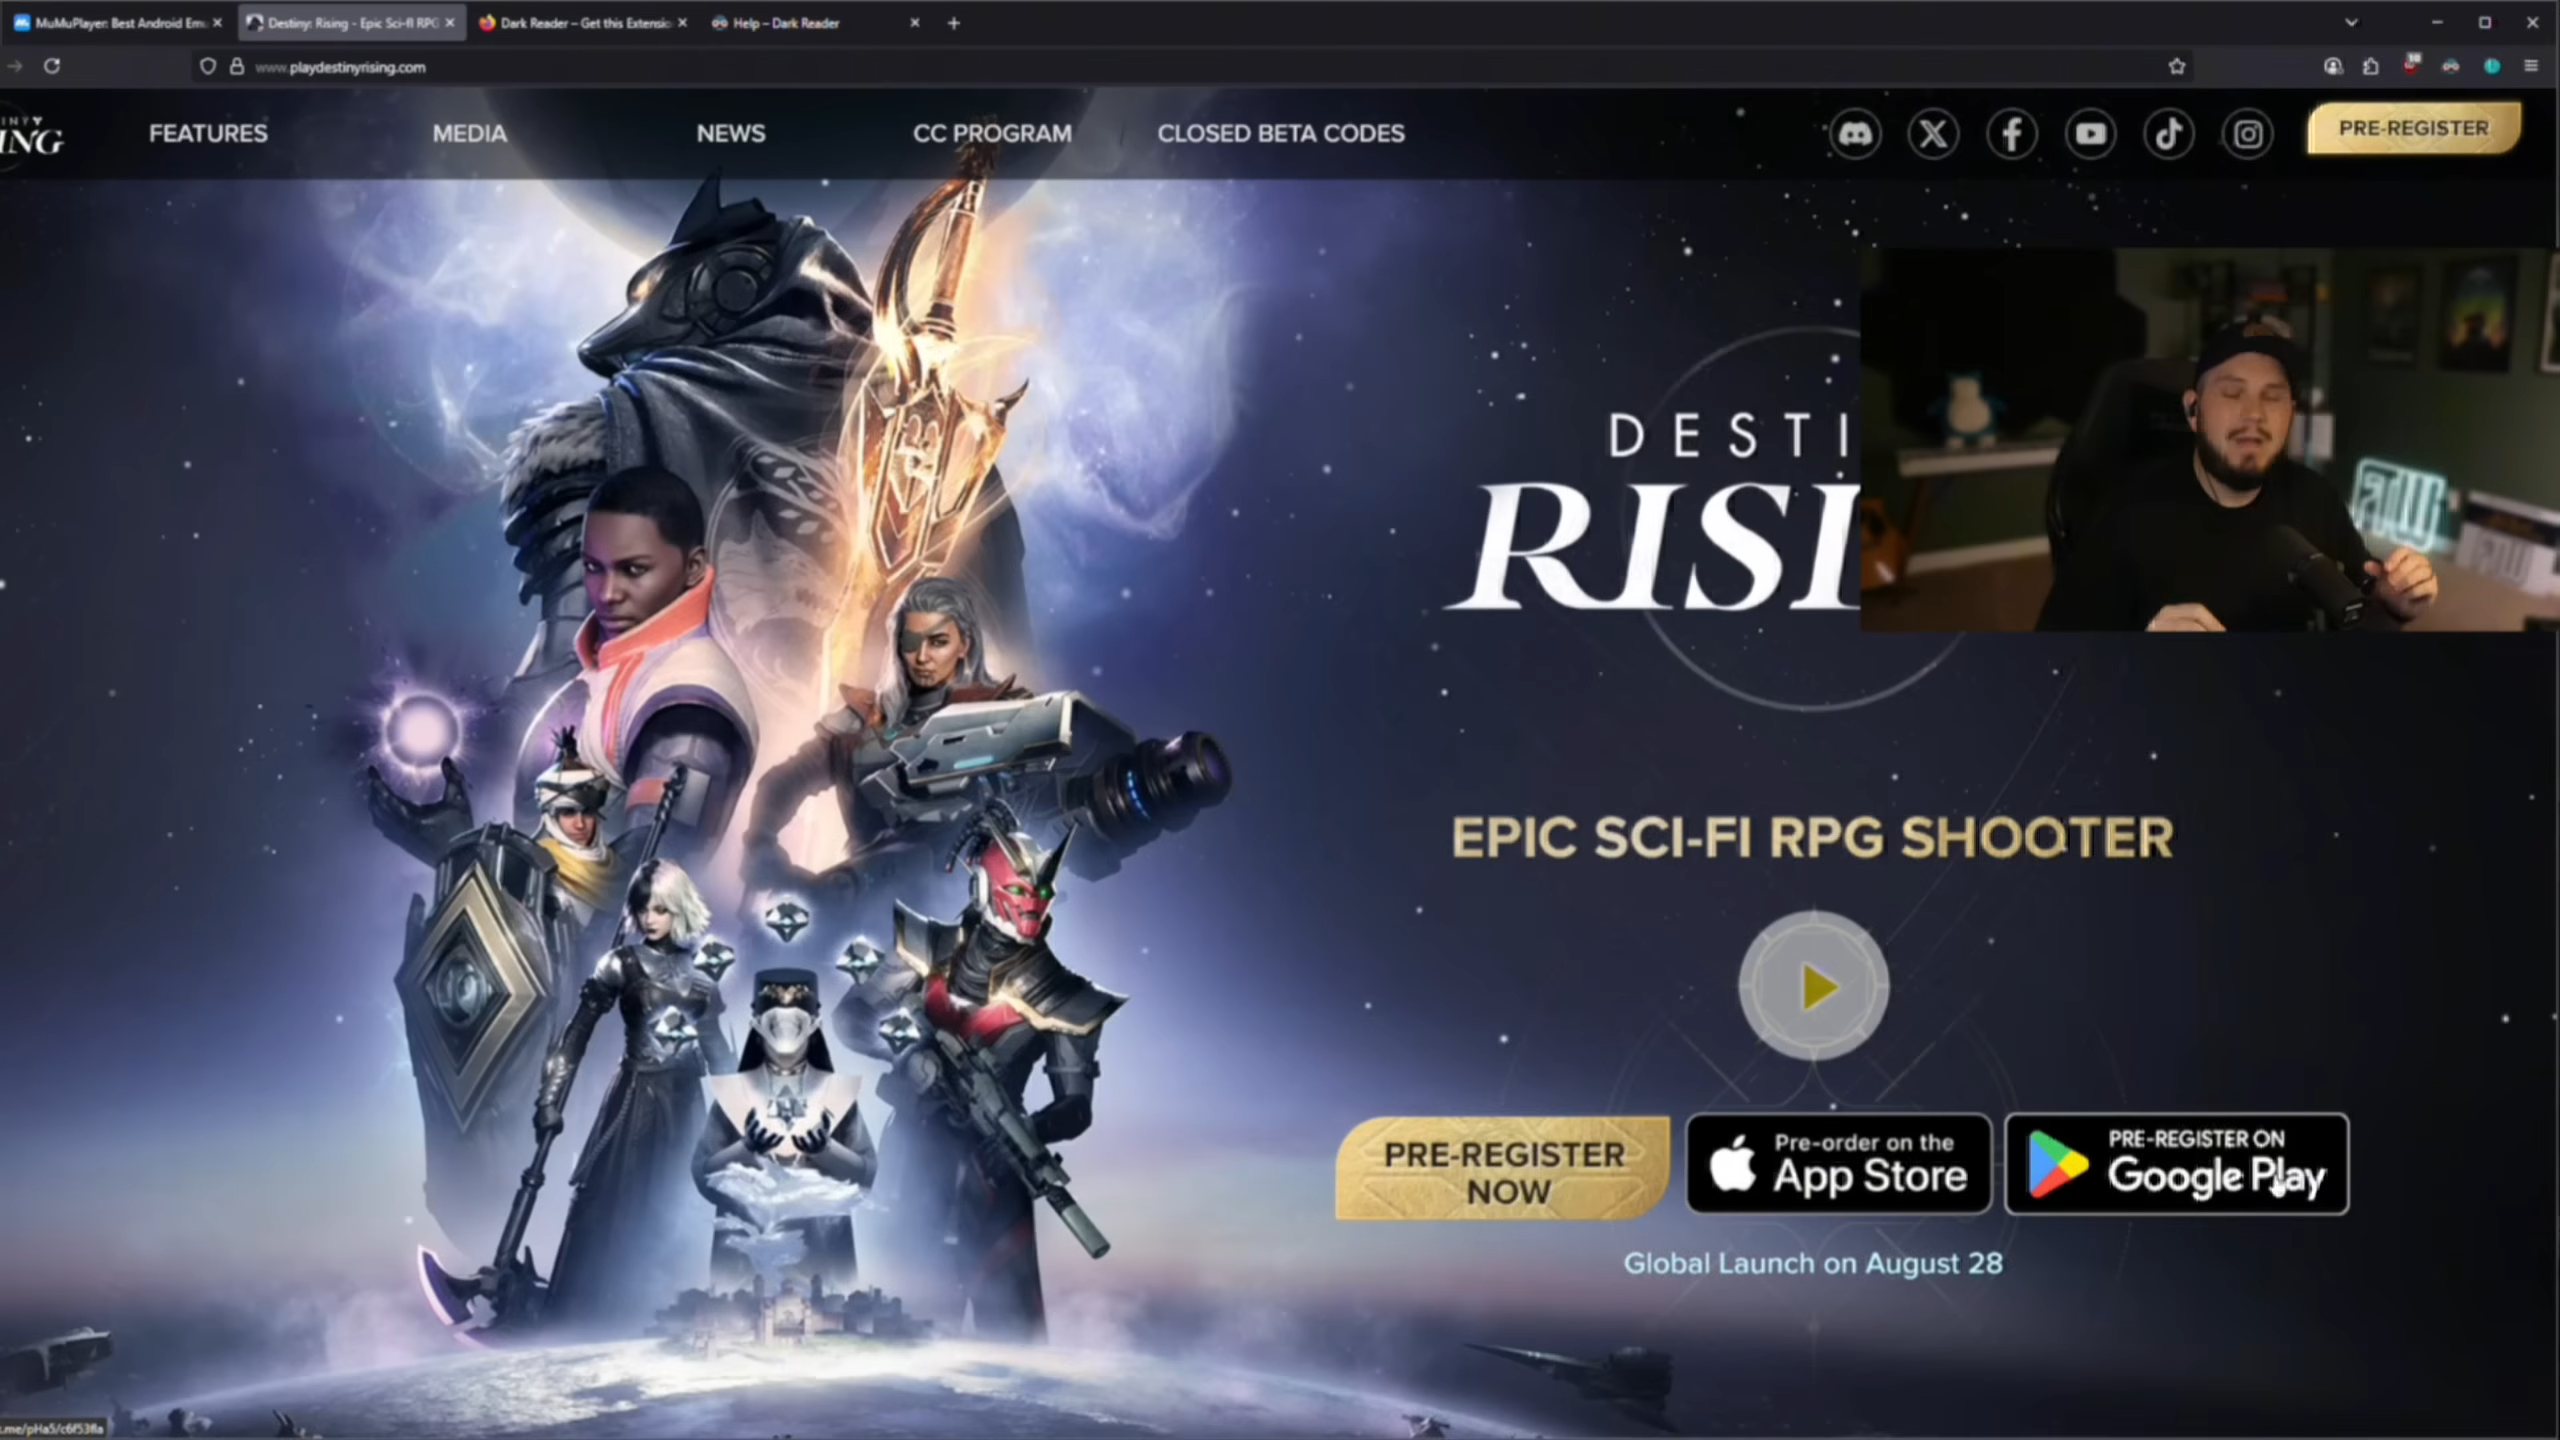 MuMuPlayer: Best Android Em
Destiny: Rising - Epic Sci-fi RPG
Dark Reader – Get this Extensio
Help – Dark Reader
www.playdestinyrising.com
10
INY
ING
FEATURES
MEDIA
NEWS
CC PROGRAM
CLOSED BETA CODES
PRE-REGISTER
DESTI
RISI
EPIC SCI-FI RPG SHOOTER
PRE-REGISTER
NOW
Pre-order on the
App Store
PRE-REGISTER ON
Google Play
Global Launch on August 28